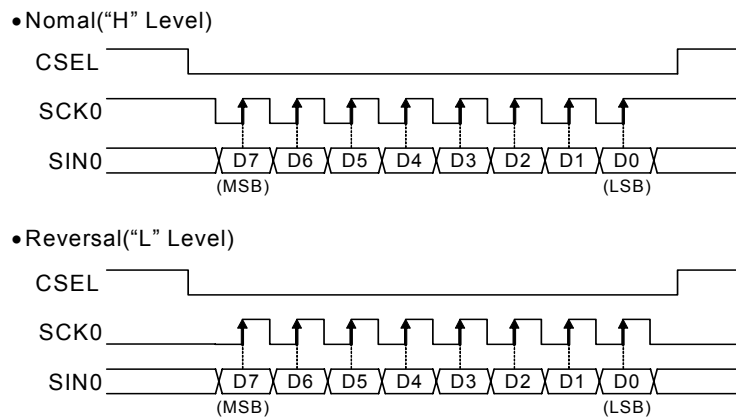 •Nomal(“H” Level)
CSEL
SCK0
SIN0 D7 D6 D5 D4 D3 D2 D1 D0
(MSB) (LSB)
•Reversal(“L” Level)
CSEL
SCK0
SIN0 D7 D6 D5 D4 D3 D2 D1 D0
(MSB) (LSB)